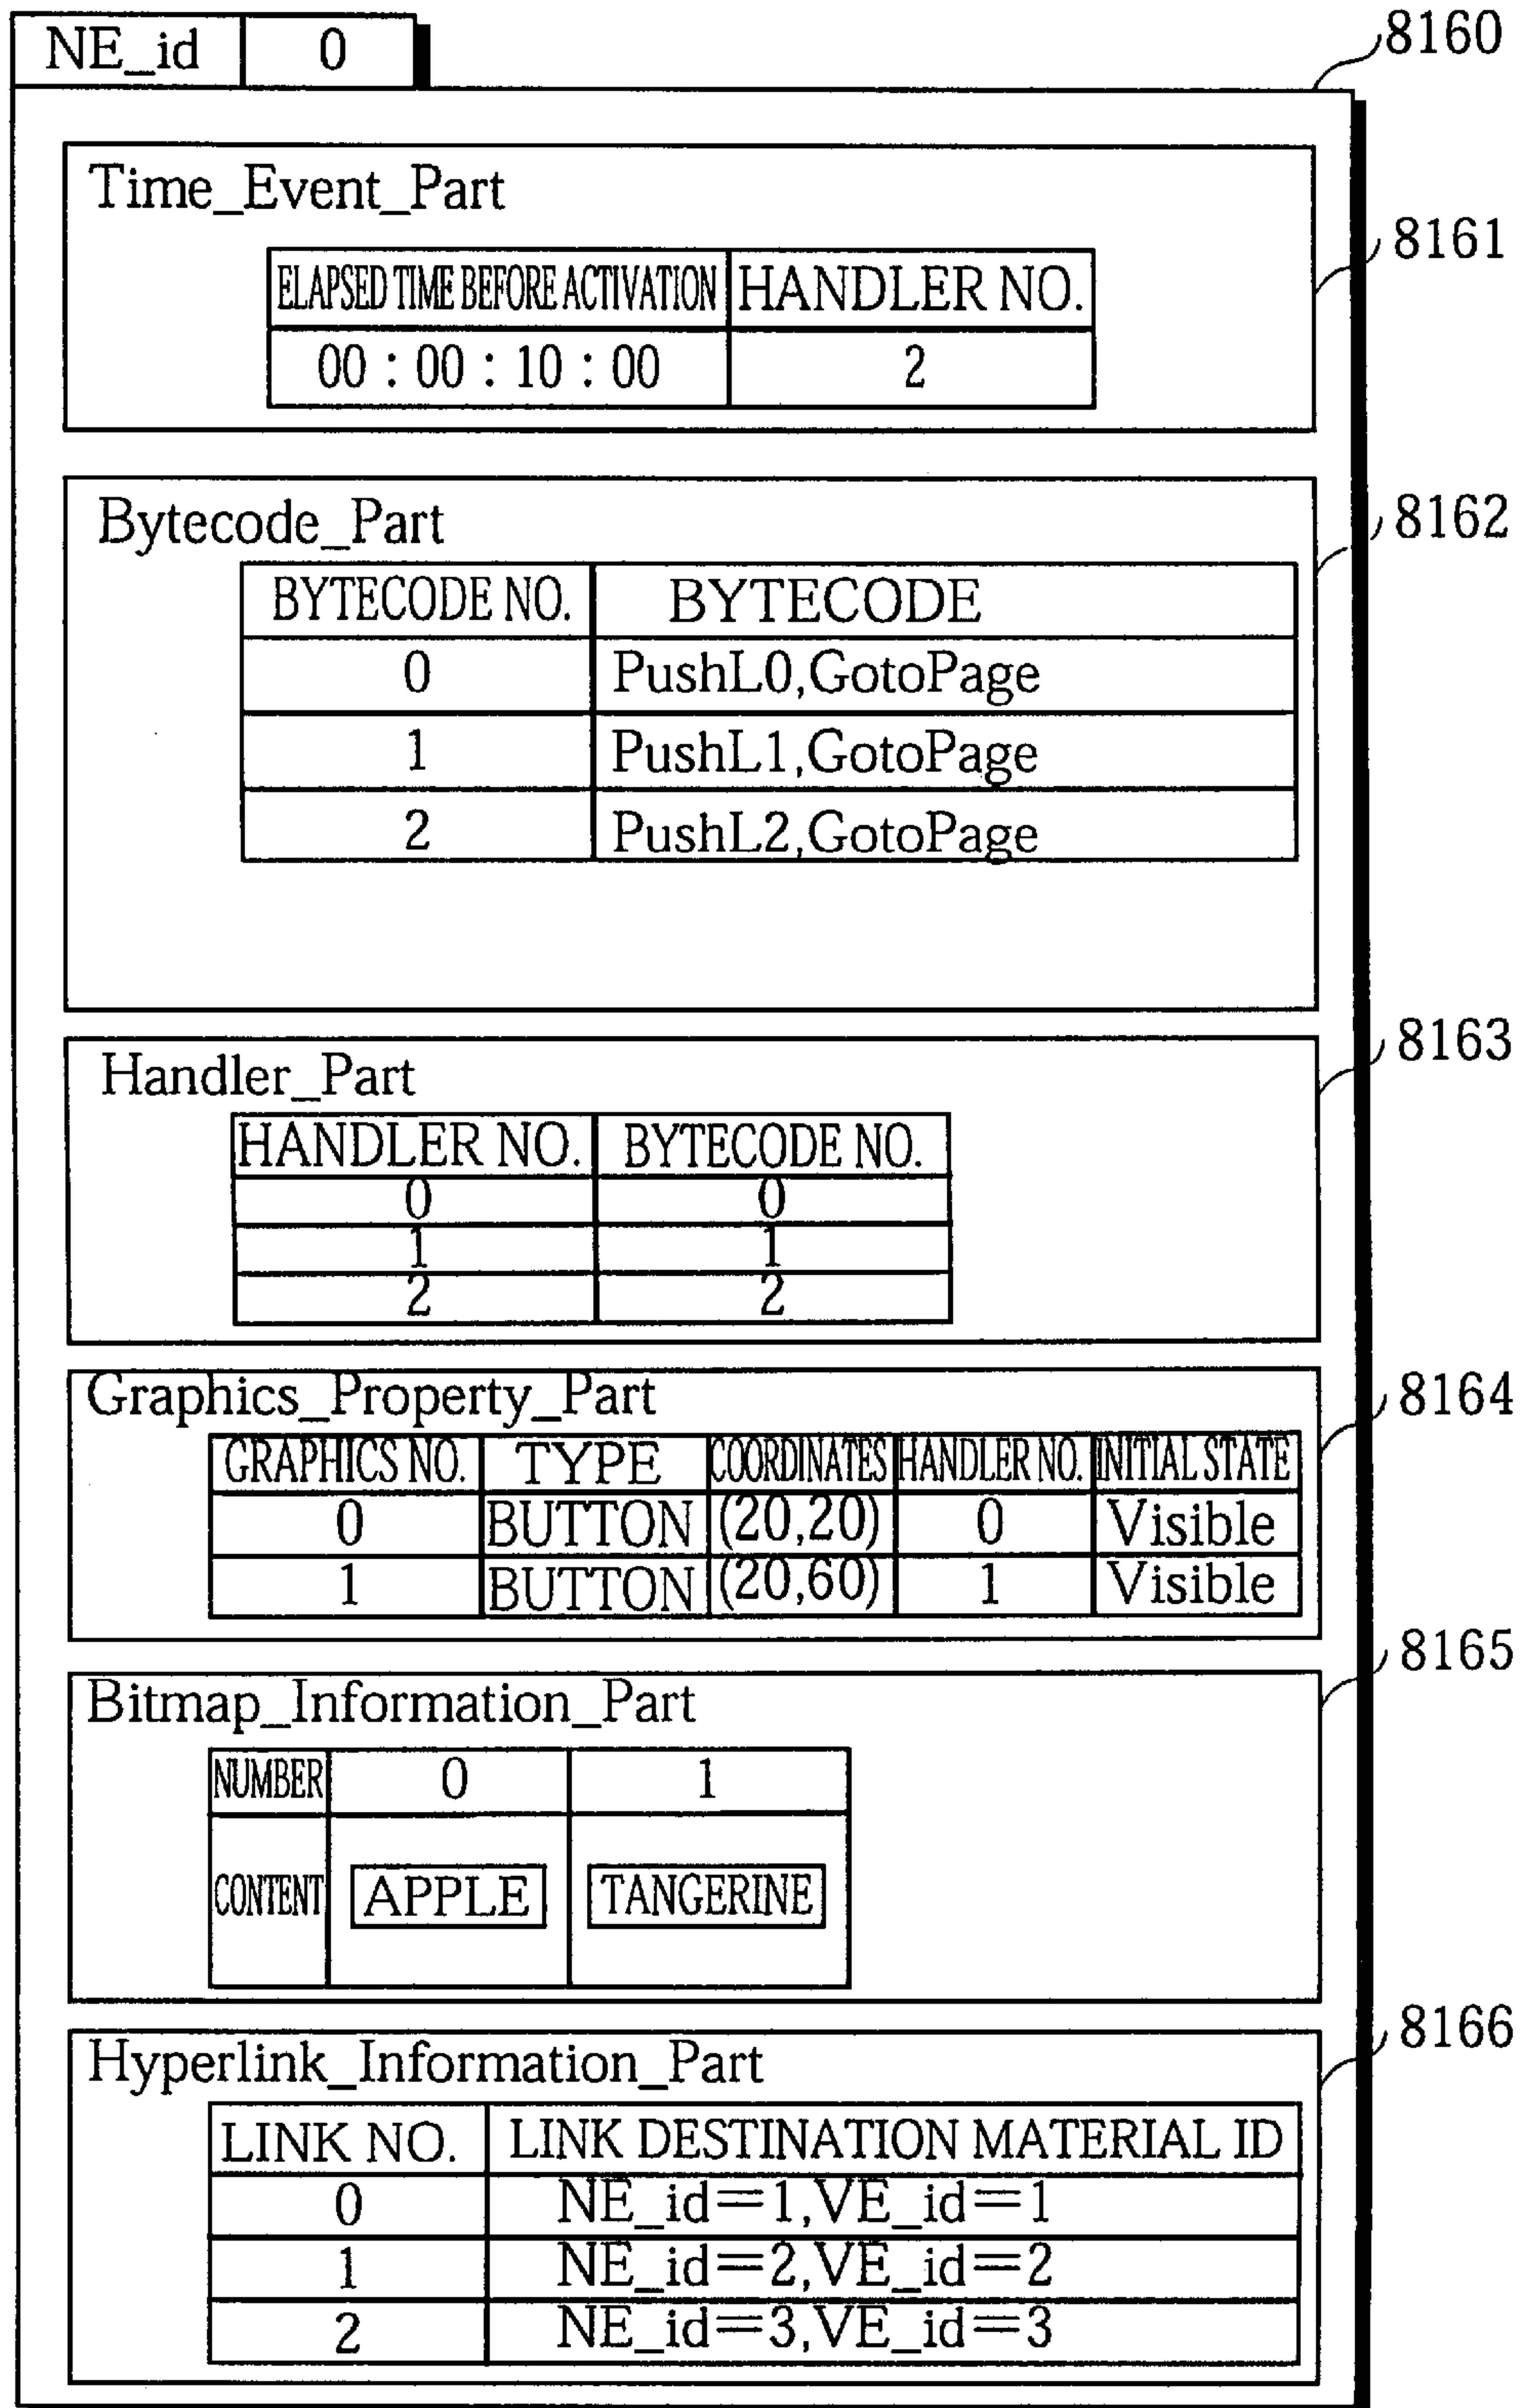 NE_id 0
8160
Time_Event_Part
8161
ELAPSED TIME BEFORE ACTIVATION HANDLER NO.
00 : 00 : 10 : 00 2
Bytecode_Part
8162
BYTECODE NO. BYTECODE
0 PushL0,GotoPage
1 PushL1,GotoPage
2 PushL2,GotoPage
Handler_Part
8163
HANDLER NO. BYTECODE NO.
0 0
1 1
2 2
Graphics_Property_Part
8164
GRAPHICS NO. TYPE COORDINATES HANDLER NO. INITIAL STATE
0 BUTTON (20,20) 0 Visible
1 BUTTON (20,60) 1 Visible
8165
Bitmap_Information_Part
NUMBER 0 1
CONTENT APPLE TANGERINE
8166
Hyperlink_Information_Part
LINK NO. LINK DESTINATION MATERIAL ID
0 NE_id=1,VE_id=1
1 NE_id=2,VE_id=2
2 NE_id=3,VE_id=3